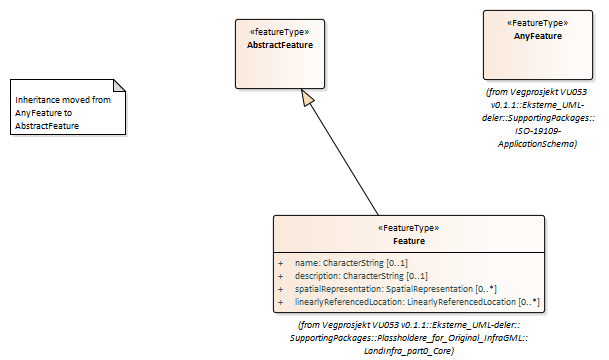 «featureType»
AbstractFeature
«FeatureType»
AnyFeature
(from Vegprosjekt VU053
v0.1.1::Eksterne_UML-
deler::SupportingPackages::
ISO-19109-
ApplicationSchema)
Inheritance moved from
AnyFeature to
AbstractFeature
«FeatureType»
Feature
+ name: CharacterString [0..1]
+ description: CharacterString [0..1]
+ spatialRepresentation: SpatialRepresentation [0..*]
+ linearlyReferencedLocation: LinearlyReferencedLocation [0..*]
(from Vegprosjekt VU053 v0.1.1::Eksterne_UML-deler::
SupportingPackages::Plassholdere_for_Original_InfraGML::
LandInfra_part0_Core)